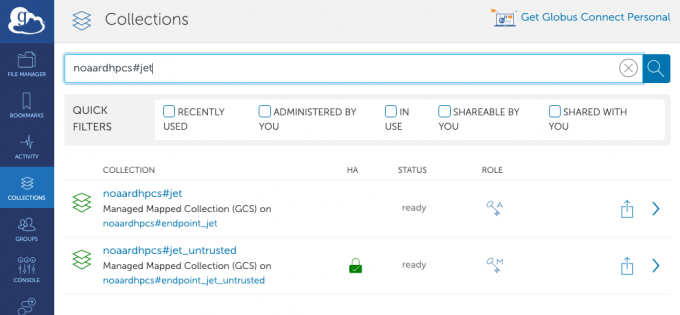 g
Collections
Get Globus Connect Personal
noaardhpcs#jet
FILE MANAGER
BOOKMARKS
ACTIVITY
COLLECTIONS
GROUPS
CONSOLE
QUICK FILTERS
RECENTLY USED
ADMINISTERED BY YOU
IN USE
SHAREABLE BY YOU
SHARED WITH YOU
COLLECTION HA STATUS ROLE
noaardhpcs#jet
Managed Mapped Collection (GCS) on
noaardhpcs#endpoint_jet
ready
A
noaardhpcs#jet_untrusted
Managed Mapped Collection (GCS) on
noaardhpcs#endpoint_jet_untrusted
ready
M